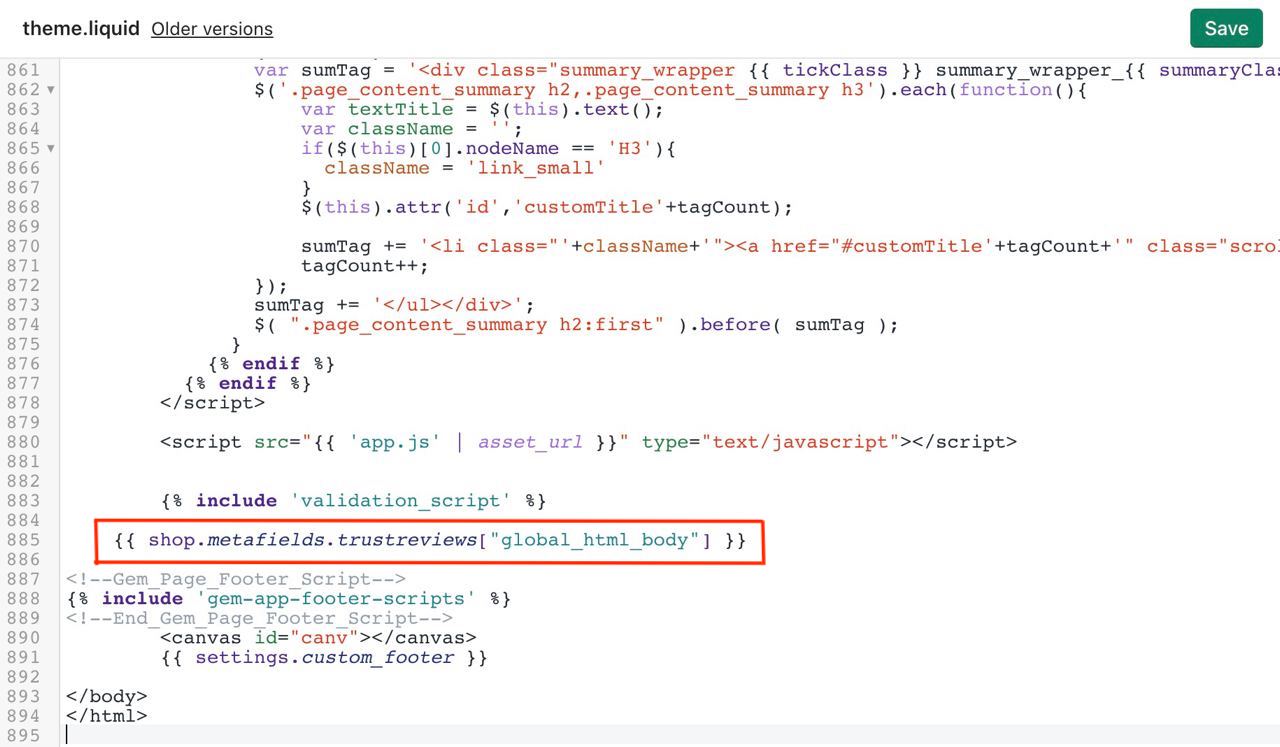 theme.liquid Older versions Save
861 var sumTag = '<div class="summary_wrapper {{ tickClass }} summary_wrapper_{{ summaryClas
862 $('.page_content_summary h2,.page_content_summary h3').each(function(){
863 var textTitle = $(this).text();
864 var className = '';
865 if($(this)[0].nodeName == 'H3'){
866 className = 'link_small'
867 }
868 $(this).attr('id','customTitle'+tagCount);
869
870 sumTag += '<li class="'+className+'"><a href="#customTitle'+tagCount+'" class="scrol
871 tagCount++;
872 });
873 sumTag += '</ul></div>';
874 $( ".page_content_summary h2:first" ).before( sumTag );
875 }
876 {% endif %}
877 {% endif %}
878 </script>
879
880 <script src="{{ 'app.js' | asset_url }}" type="text/javascript"></script>
881
882
883 {% include 'validation_script' %}
884
885 {{ shop.metafields.trustreviews["global_html_body"] }}
886
887 <!--Gem_Page_Footer_Script-->
888 {% include 'gem-app-footer-scripts' %}
889 <!--End_Gem_Page_Footer_Script-->
890 <canvas id="canv"></canvas>
891 {{ settings.custom_footer }}
892
893 </body>
894 </html>
895